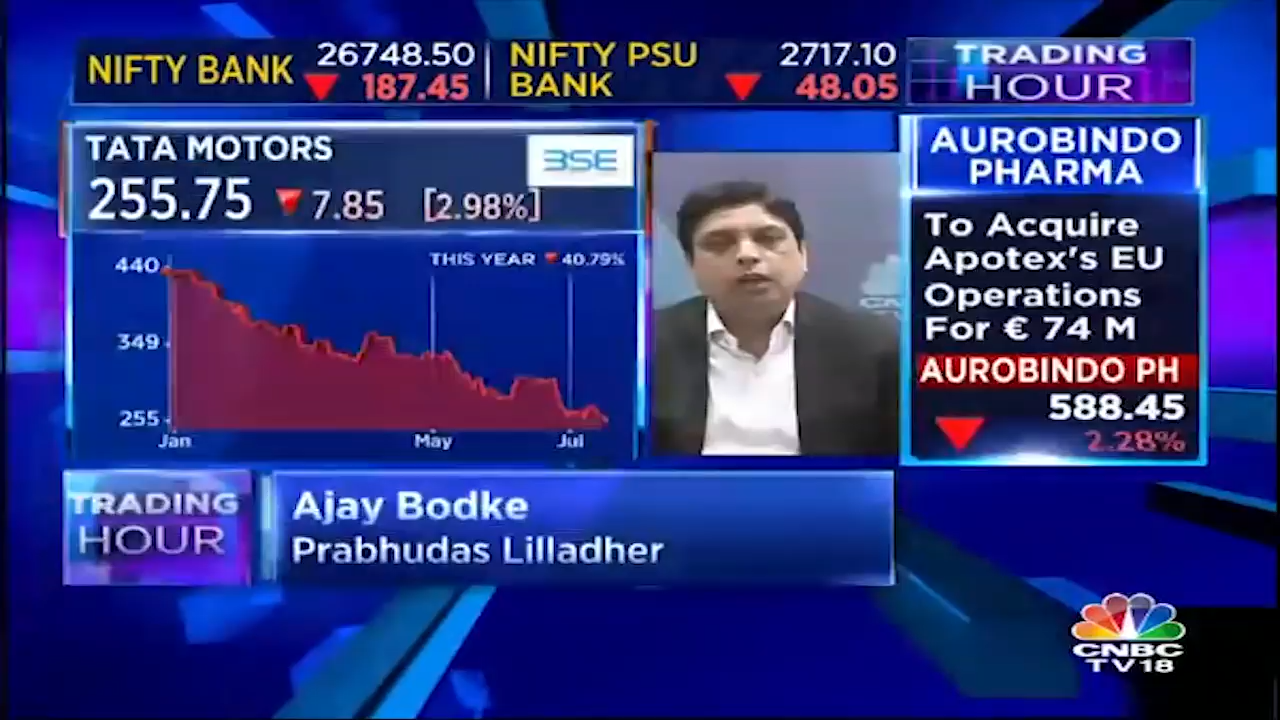 NIFTY BANK
26748.50
187.45
NIFTY PSU
BANK
2717.10
48.05
TRADING
HOUR
TATA MOTORS
BSE
255.75
7.85
[2.98%]
THIS YEAR
40.79%
440
349
255
Jan
May
Jul
AUROBINDO
PHARMA
To Acquire
Apotex's EU
Operations
For € 74 M
AUROBINDO PH
588.45
2.28%
TRADING
HOUR
Ajay Bodke
Prabhudas Lilladher
CNBC
TV18